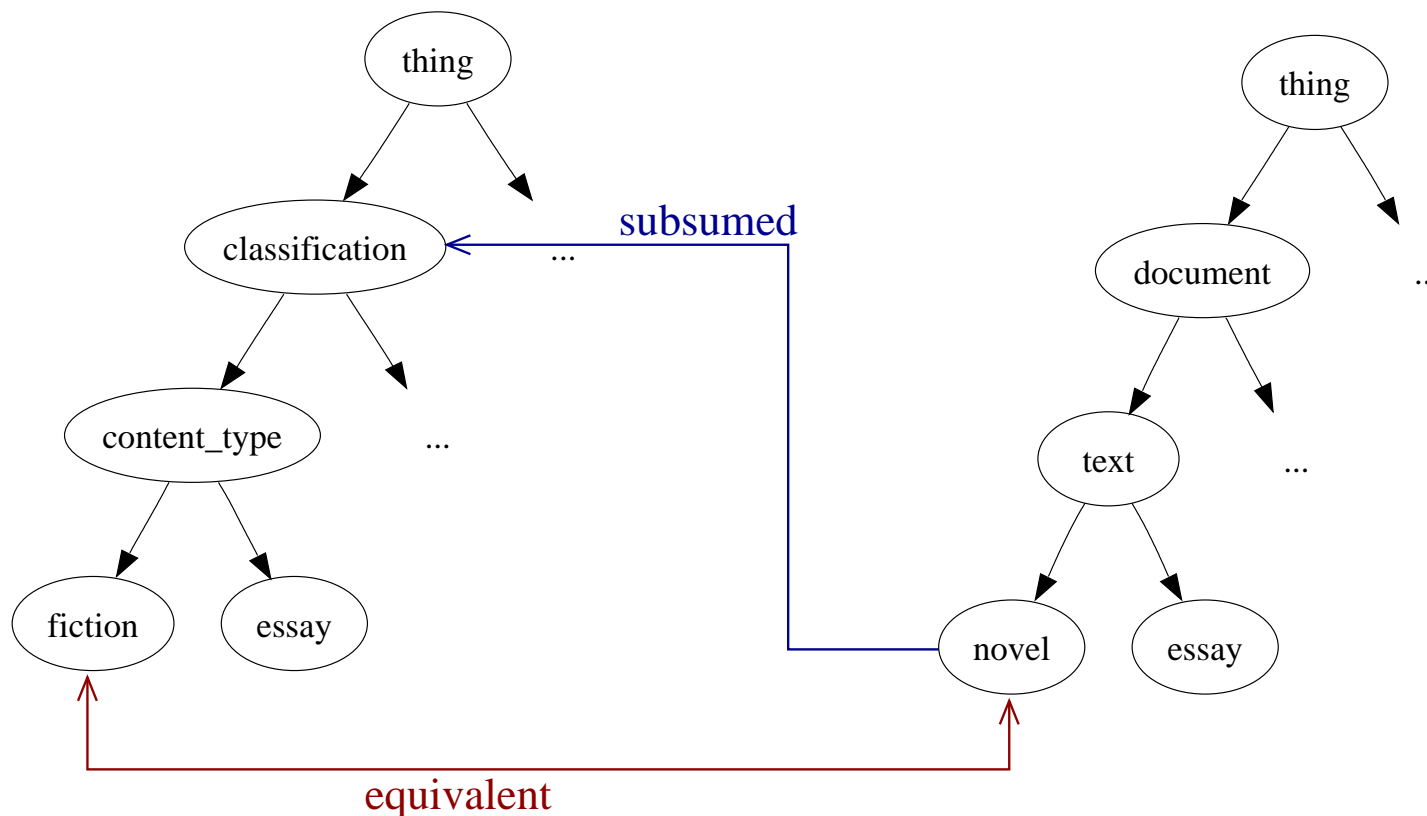 thing
thing
subsumed
classification
...
document
...
content_type
...
text
...
fiction
essay
novel
essay
equivalent